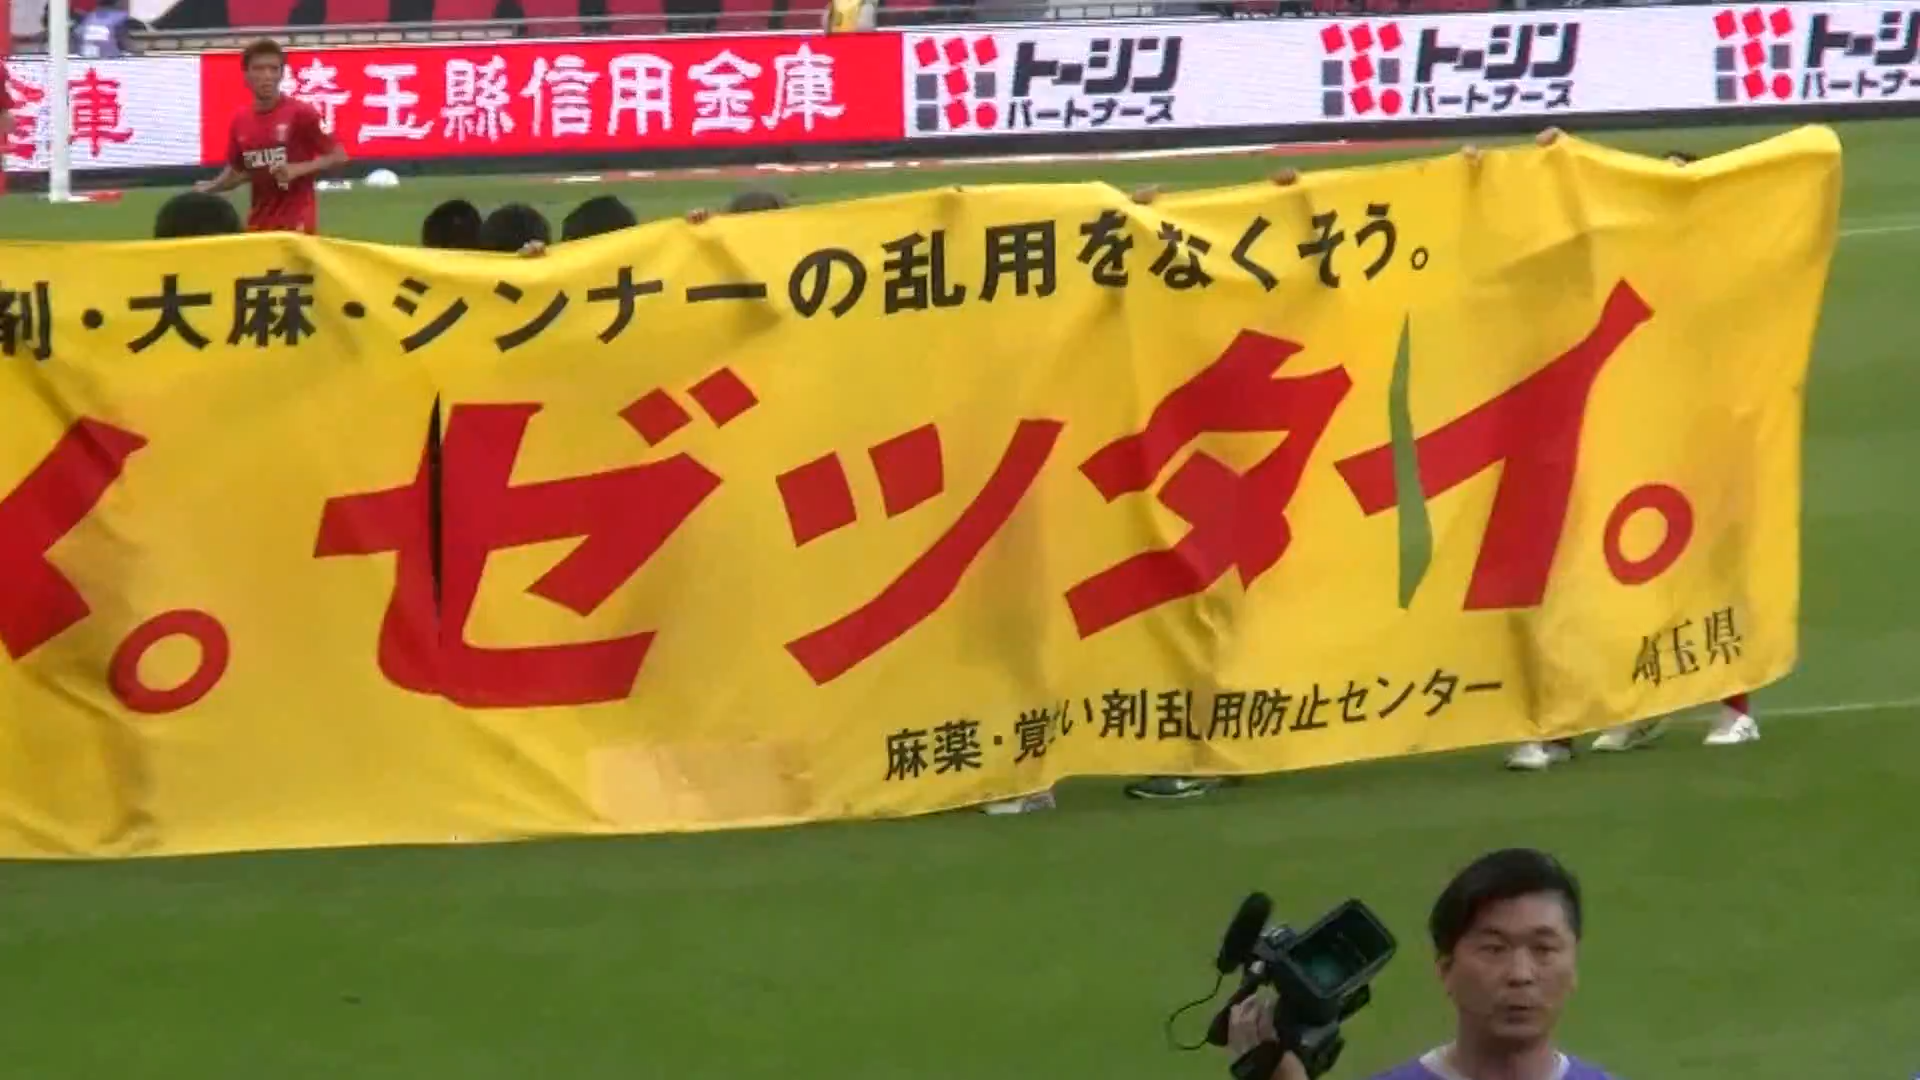 庫
埼玉縣信用金庫
トーシン
パートナーズ
トーシン
パートナーズ
トーシン
パートナーズ
POLUS
剤・大麻・シンナーの乱用をなくそう。
。ゼッタイ。
麻薬・覚せい剤乱用防止センター
埼玉県